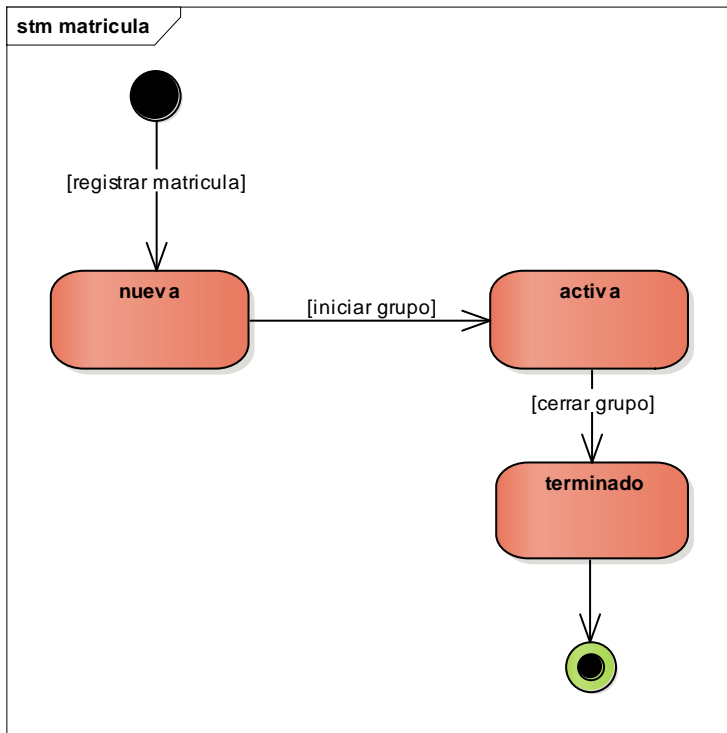 stm matricula
[registrar matricula]
nueva
[iniciar grupo]
activa
[cerrar grupo]
terminado